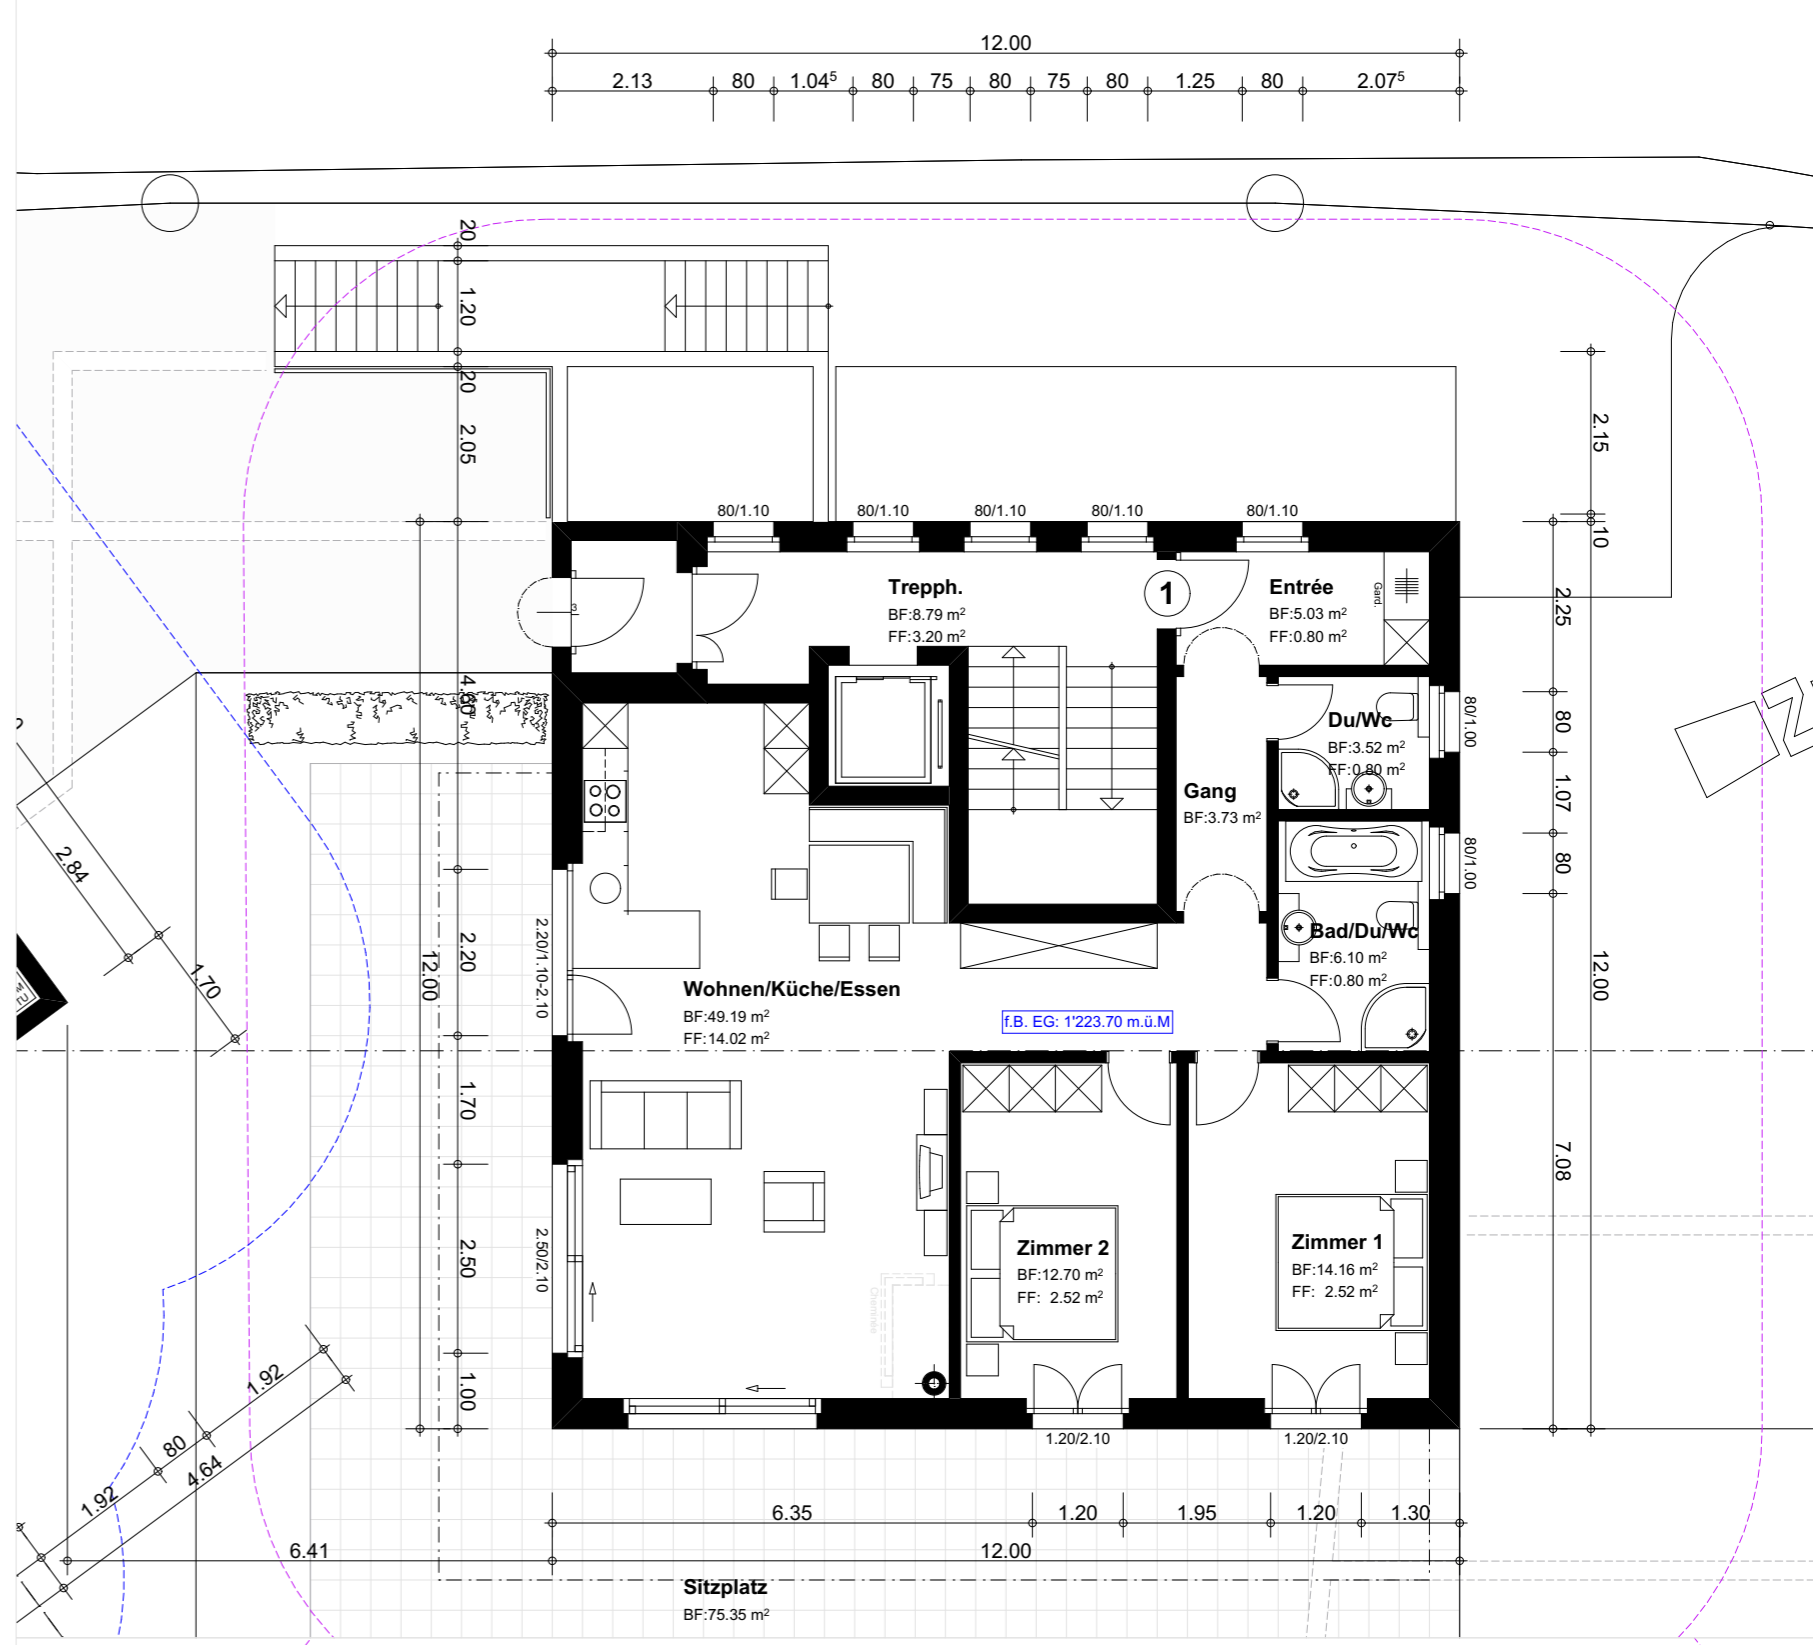 12.00
2.13 80 1.04⁵ 80 75 80 75 80 1.25 80 2.07⁵
20
1.20
20
2.05
4.60
2.20
1.70
2.50
1.00
12.00
2.15
10
2.25
80
1.07
80
7.08
12.00
80/1.10 80/1.10 80/1.10 80/1.10 80/1.10
3
Trepph.
BF:8.79 m²
FF:3.20 m²
1
Entrée
BF:5.03 m²
FF:0.80 m²
Gard.
Du/Wc
BF:3.52 m²
FF:0.80 m²
80/1.00
Gang
BF:3.73 m²
80/1.00
Bad/Du/Wc
BF:6.10 m²
FF:0.80 m²
2.20/1.10-2.10
Wohnen/Küche/Essen
BF:49.19 m²
FF:14.02 m²
f.B. EG: 1'223.70 m.ü.M
2.50/2.10
Zimmer 2
BF:12.70 m²
FF: 2.52 m²
Zimmer 1
BF:14.16 m²
FF: 2.52 m²
Cheminée
1.20/2.10 1.20/2.10
2.84
1.70
1.92
80
1.92
4.64
6.35 1.20 1.95 1.20 1.30
6.41 12.00
Sitzplatz
BF:75.35 m²